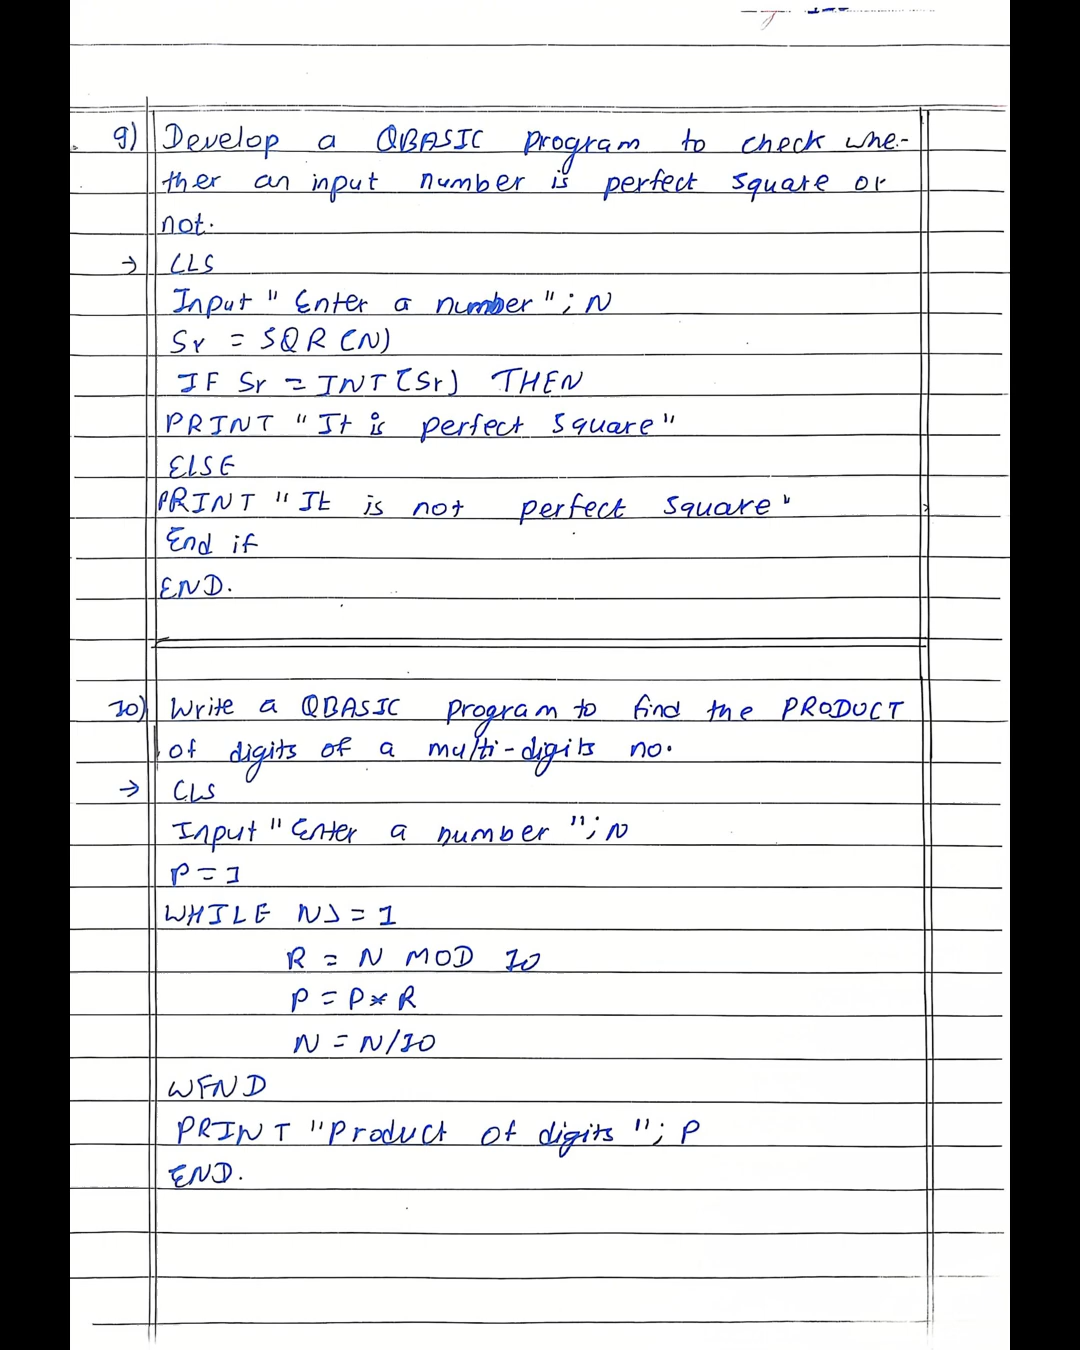 9) Develop a QBASIC program to check whe-
ther an input number is perfect square or
not.
→ CLS
Input " Enter a number " ; N
Sr = SQR (N)
IF Sr = INT (Sr) THEN
PRINT " It is perfect square "
ELSE
PRINT " It is not perfect square "
End if
END.
10) Write a QBASIC program to find the PRODUCT
of digits of a multi-digits no.
→ CLS
Input " Enter a number " ; N
P = 1
WHILE N > = 1
R = N MOD 10
P = P * R
N = N/10
WEND
PRINT " Product of digits " ; P
END.